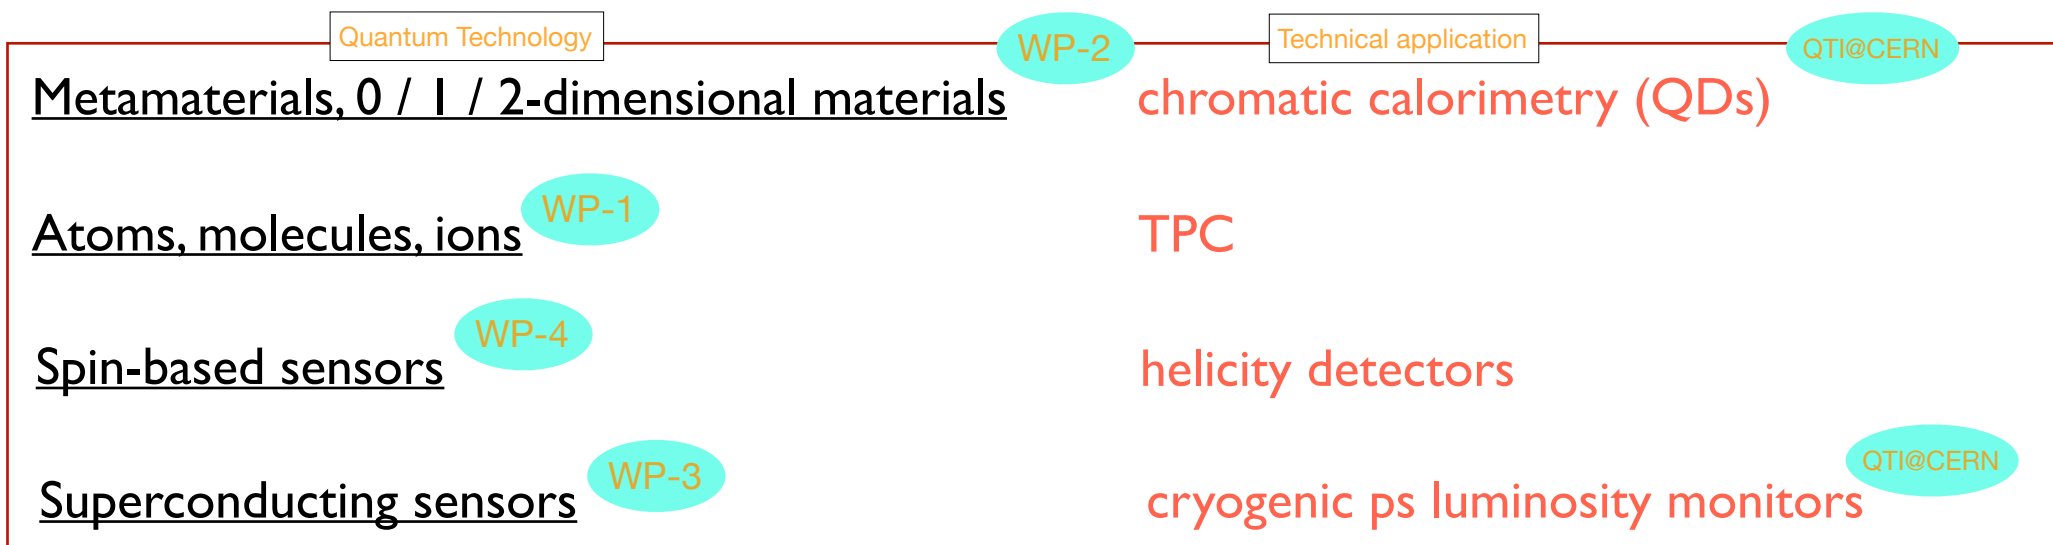 Quantum Technology
Technical application
Metamaterials, 0 / 1 / 2-dimensional materials
WP-2
chromatic calorimetry (QDs)
QTI@CERN
Atoms, molecules, ions
WP-1
TPC
Spin-based sensors
WP-4
helicity detectors
Superconducting sensors
WP-3
cryogenic ps luminosity monitors
QTI@CERN